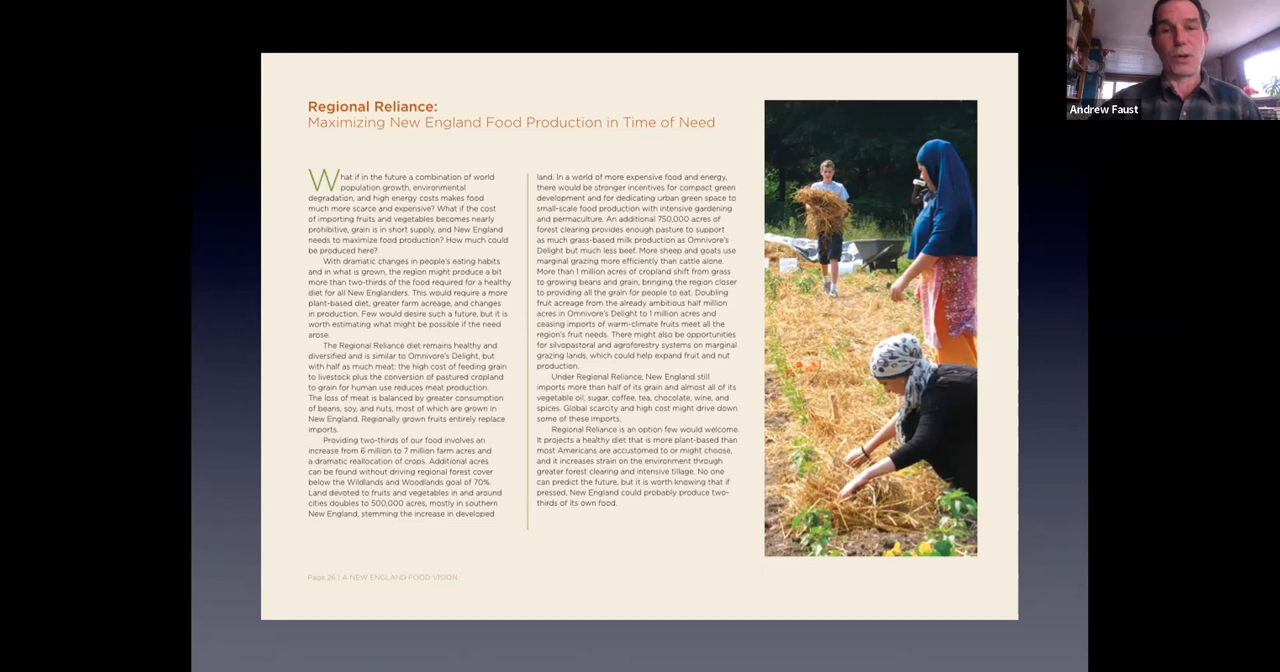 Andrew Faust
Regional Reliance:
Maximizing New England Food Production in Time of Need
What if in the future a combination of world
population growth, environmental
degradation, and high energy costs makes food
much more scarce and expensive? What if the cost
of importing fruits and vegetables becomes nearly
prohibitive, grain is in short supply, and New England
needs to maximize food production? How much could
be produced here?
With dramatic changes in people's eating habits
and in what is grown, the region might produce a bit
more than two-thirds of the food required for a healthy
diet for all New Englanders. This would require a more
plant-based diet, greater farm acreage, and changes
in production. Few would desire such a future, but it is
worth estimating what might be possible if the need
arose.
The Regional Reliance diet remains healthy and
diversified and is similar to Omnivore's Delight, but
with half as much meat: the high cost of feeding grain
to livestock plus the conversion of pastured cropland
to grain for human use reduces meat production.
The loss of meat is balanced by greater consumption
of beans, soy, and nuts, most of which are grown in
New England. Regionally grown fruits entirely replace
imports.
Providing two-thirds of our food involves an
increase from 6 million to 7 million farm acres and
a dramatic reallocation of crops. Additional acres
can be found without driving regional forest cover
below the Wildlands and Woodlands goal of 70%.
Land devoted to fruits and vegetables in and around
cities doubles to 500,000 acres, mostly in southern
New England, stemming the increase in developed
land. In a world of more expensive food and energy,
there would be stronger incentives for compact green
development and for dedicating urban green space to
small-scale food production with intensive gardening
and permaculture. An additional 750,000 acres of
forest clearing provides enough pasture to support
as much grass-based milk production as Omnivore's
Delight but much less beef. More sheep and goats use
marginal grazing more efficiently than cattle alone.
More than 1 million acres of cropland shift from grass
to growing beans and grain, bringing the region closer
to providing all the grain for people to eat. Doubling
fruit acreage from the already ambitious half million
acres in Omnivore's Delight to 1 million acres and
ceasing imports of warm-climate fruits meet all the
region's fruit needs. There might also be opportunities
for silvopastoral and agroforestry systems on marginal
grazing lands, which could help expand fruit and nut
production.
Under Regional Reliance, New England still
imports more than half of its grain and almost all of its
vegetable oil, sugar, coffee, tea, chocolate, wine, and
spices. Global scarcity and high cost might drive down
some of these imports.
Regional Reliance is an option few would welcome.
It projects a healthy diet that is more plant-based than
most Americans are accustomed to or might choose,
and it increases strain on the environment through
greater forest clearing and intensive tillage. No one
can predict the future, but it is worth knowing that if
pressed, New England could probably produce two-
thirds of its own food.
Page 26 | A NEW ENGLAND FOOD VISION